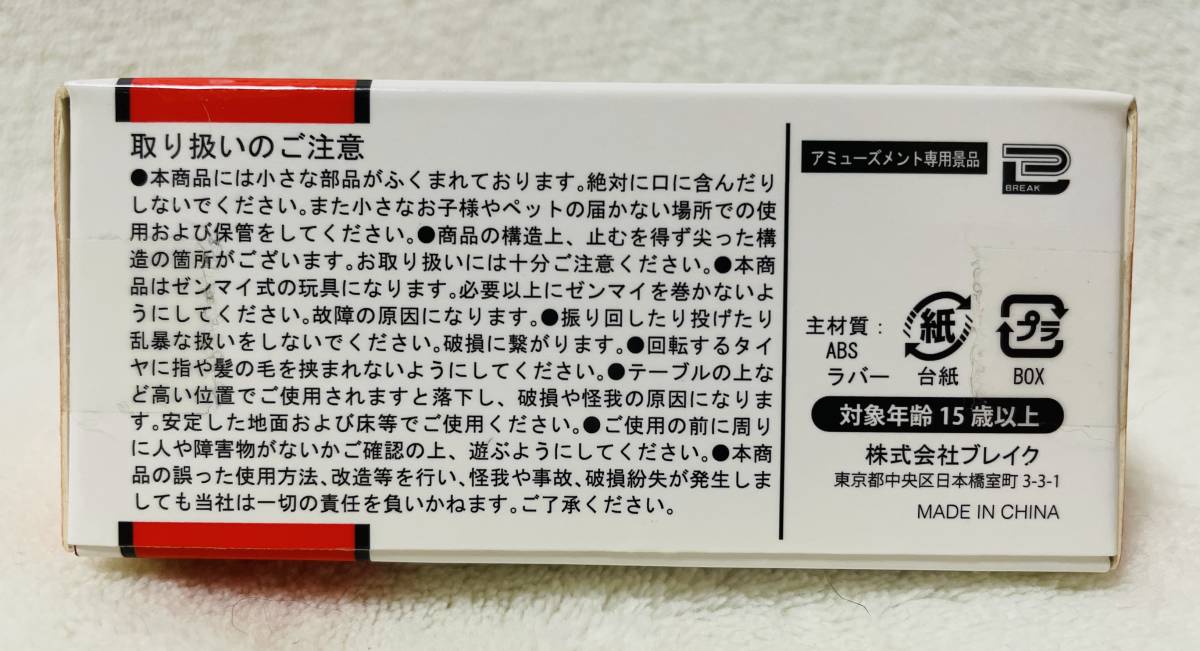 取り扱いのご注意
●本商品には小さな部品がふくまれております。絶対に口に含んだり
しないでください。また小さなお子様やペットの届かない場所での使
用および保管をしてください。●商品の構造上、止むを得ず尖った構
造の箇所がございます。お取り扱いには十分ご注意ください。●本商
品はゼンマイ式の玩具になります。必要以上にゼンマイを巻かないよ
うにしてください。故障の原因になります。●振り回したり投げたり
乱暴な扱いをしないでください。破損に繋がります。●回転するタイ
ヤに指や髪の毛を挟まれないようにしてください。●テーブルの上な
ど高い位置でご使用されますと落下し、破損や怪我の原因になりま
す。安定した地面および床等でご使用ください。●ご使用の前に周り
に人や障害物がないかご確認の上、遊ぶようにしてください。●本商
品の誤った使用方法、改造等を行い、怪我や事故、破損紛失が発生しま
しても当社は一切の責任を負いかねます。ご了承ください。
アミューズメント専用景品
BREAK
主材質：
ABS
ラバー
紙
台紙
プラ
BOX
対象年齢 15 歳以上
株式会社ブレイク
東京都中央区日本橋室町 3-3-1
MADE IN CHINA